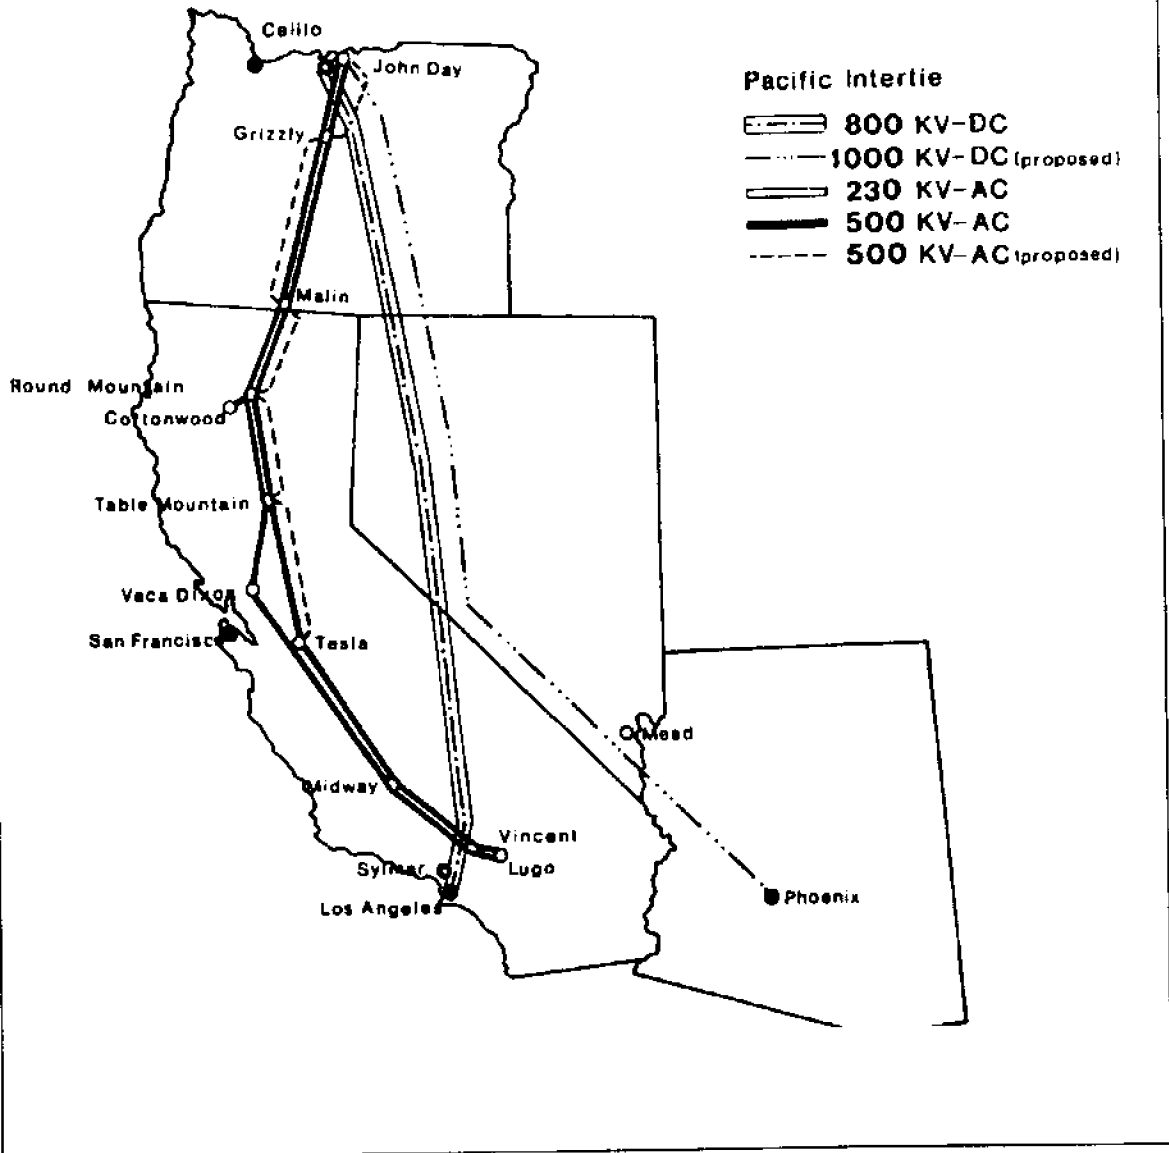 Celilo
John Day
Pacific Intertie
800 KV-DC
1000 KV-DC (proposed)
Grizzly
230 KV-AC
500 KV-AC
500 KV-AC (proposed)
Malin
Round Mountain
Cottonwood
Table Mountain
Vaca Dixon
San Francisco
Tesla
Mead
Midway
Vincent
Sylmar
Lugo
Los Angeles
Phoenix